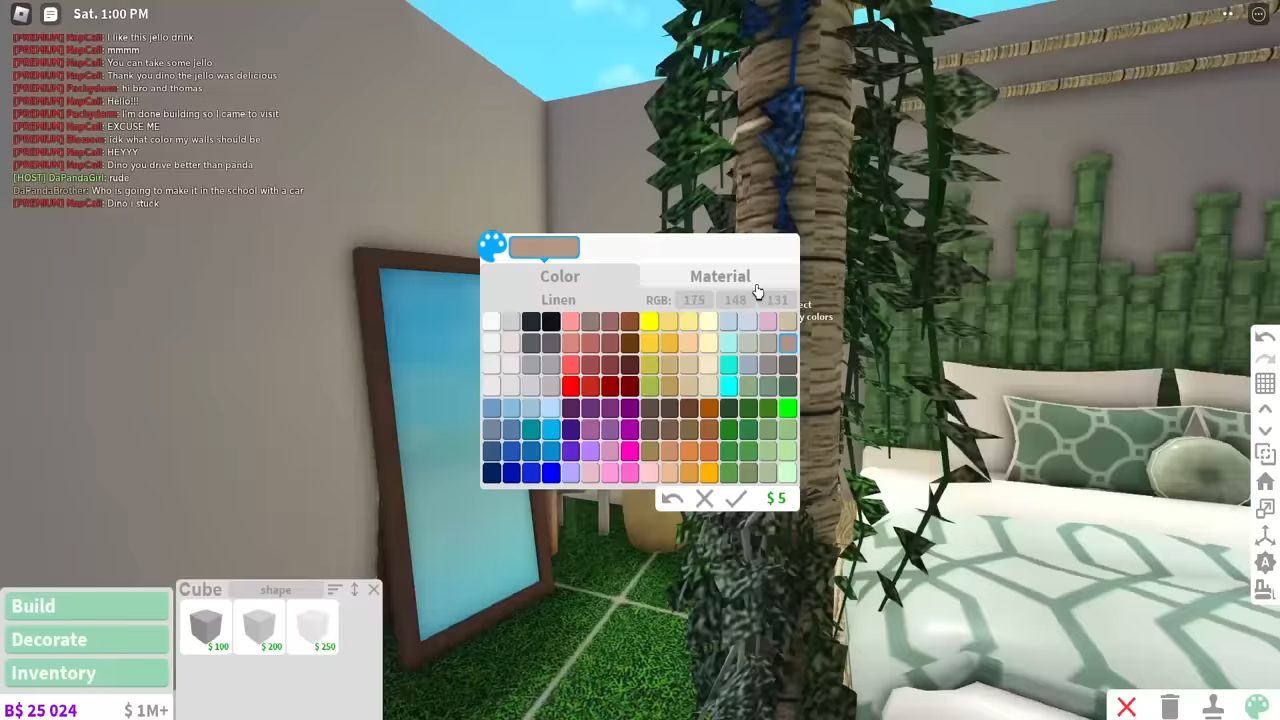 Sat. 1:00 PM
[PREMIUM] NapCat: I like this jello drink
[PREMIUM] NapCat: mmmm
[PREMIUM] NapCat: You can take some jello
[PREMIUM] NapCat: Thank you dino the jello was delicious
[PREMIUM] : hi bro and thomas
[PREMIUM] NapCat: Hello!!!
[PREMIUM] : I'm done building so I came to visit
[PREMIUM] NapCat: EXCUSE ME
[PREMIUM] : Idk what color my walls should be
[PREMIUM] NapCat: HEYYY
[PREMIUM] NapCat: Dino you drive better than panda
[HOST] DaPandaGirl: rude
DaPandaBrother: Who is going to make it in the school with a car
[PREMIUM] NapCat: Dino i stuck
Color
Material
Linen
RGB: 175 148 131
ect
y colors
$ 5
Cube
shape
$ 100
$ 200
$ 250
Build
Decorate
Inventory
B$ 25 024
$ 1M+